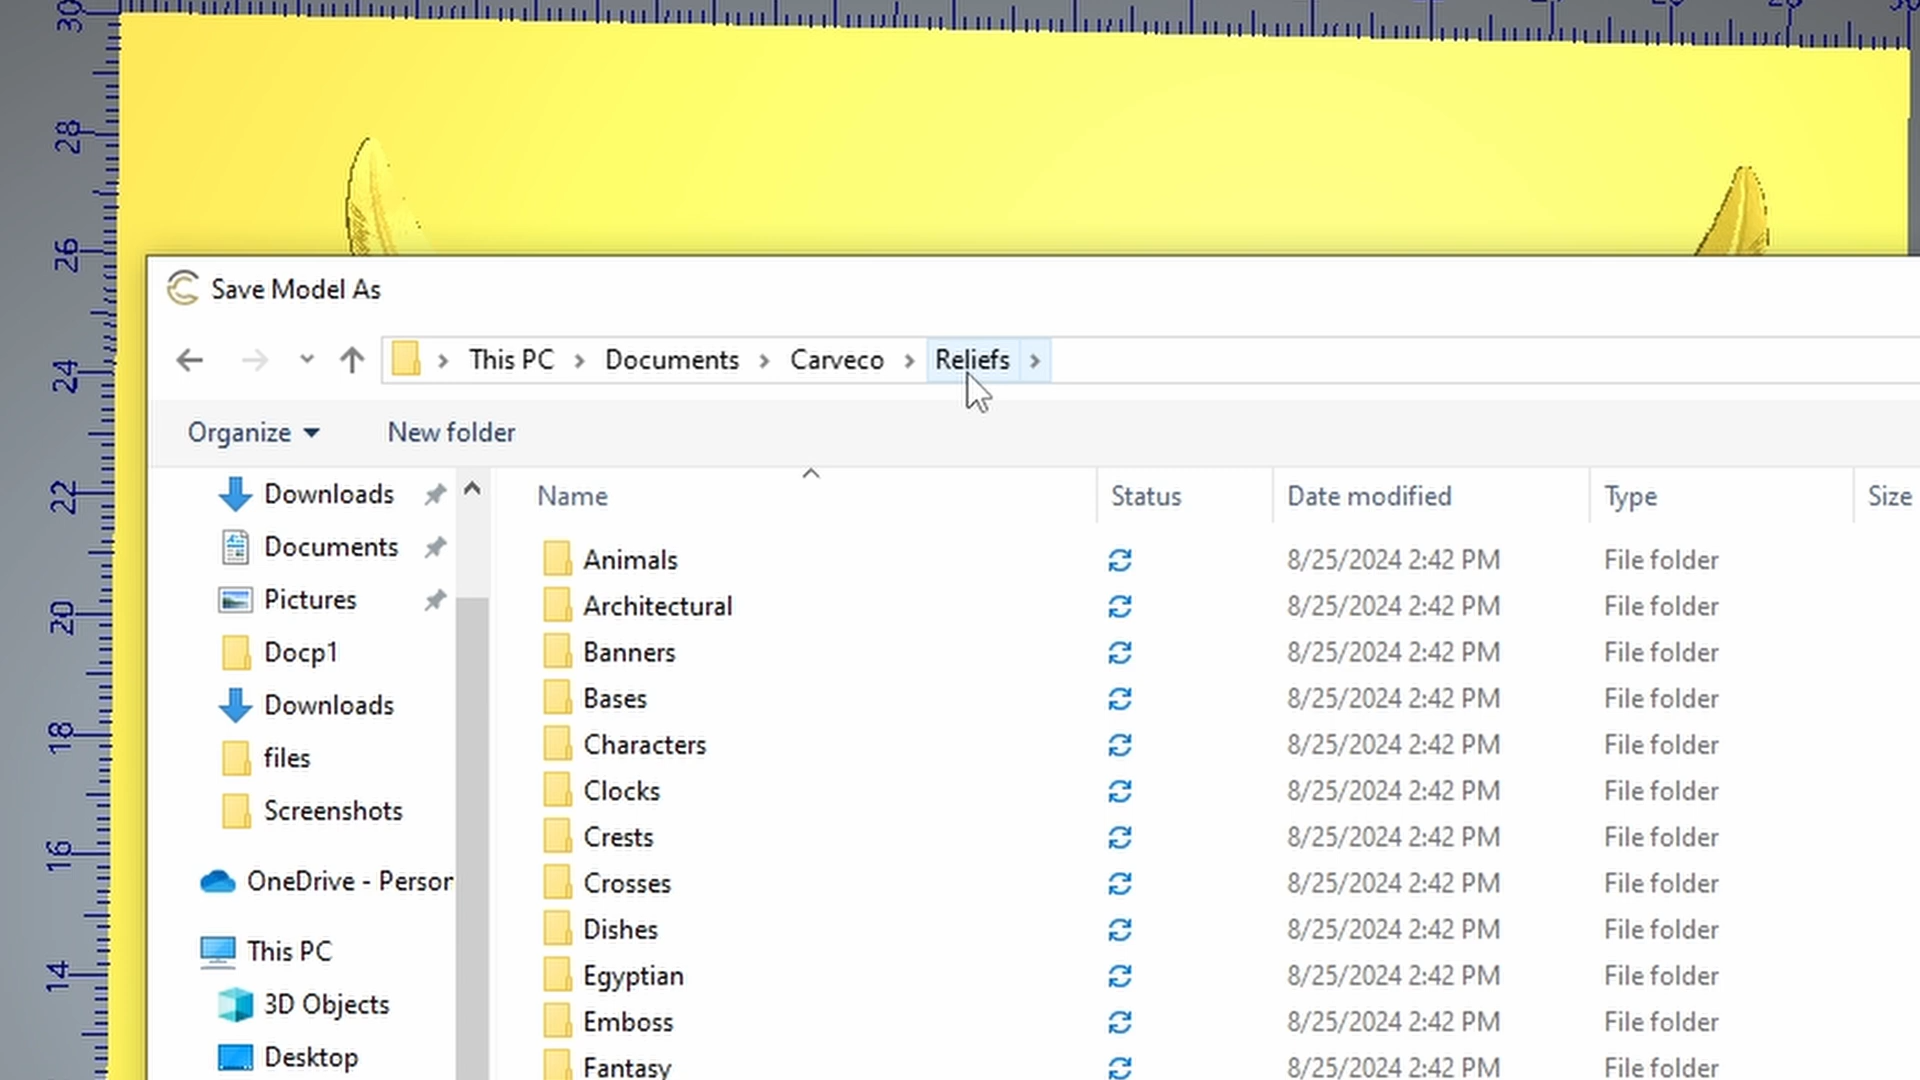 30
28
26
Save Model As
This PC > Documents > Carveco > Reliefs >
24
Organize New folder
22
Downloads
Name Status Date modified Type Size
Documents
Animals 8/25/2024 2:42 PM File folder
Pictures
Architectural 8/25/2024 2:42 PM File folder
20
Docp1
Banners 8/25/2024 2:42 PM File folder
Downloads
Bases 8/25/2024 2:42 PM File folder
18
files
Characters 8/25/2024 2:42 PM File folder
Screenshots
Clocks 8/25/2024 2:42 PM File folder
16
Crests 8/25/2024 2:42 PM File folder
OneDrive - Person
Crosses 8/25/2024 2:42 PM File folder
This PC
Dishes 8/25/2024 2:42 PM File folder
14
3D Objects
Egyptian 8/25/2024 2:42 PM File folder
Desktop
Emboss 8/25/2024 2:42 PM File folder
Fantasy 8/25/2024 2:42 PM File folder